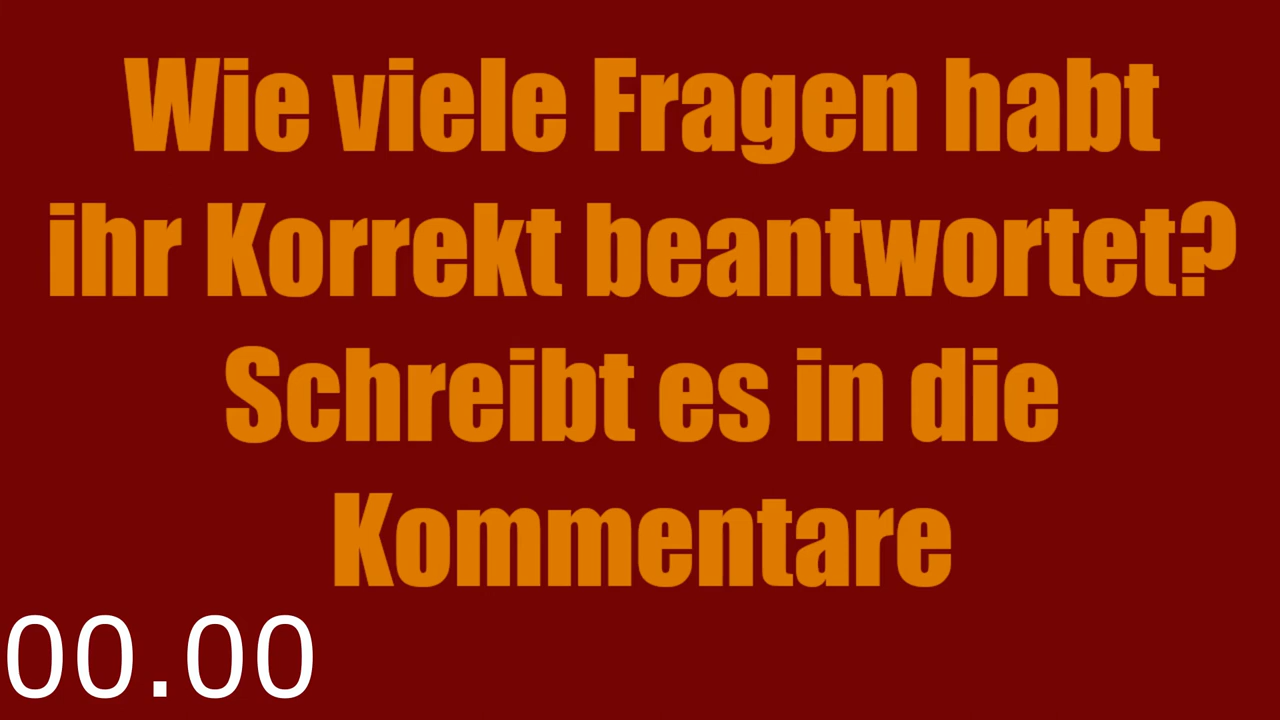 Wie viele Fragen habt
ihr Korrekt beantwortet?
Schreibt es in die
Kommentare
00.00